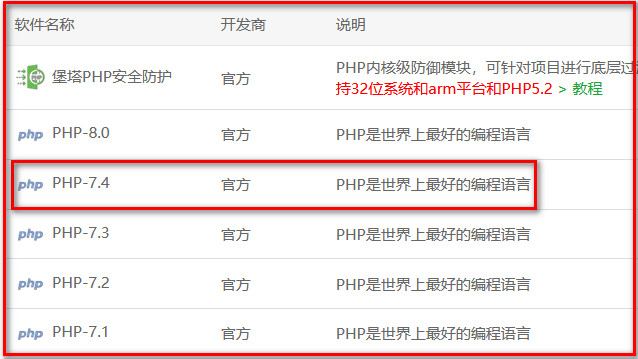 软件名称 开发商 说明
堡塔PHP安全防护 官方 PHP内核级防御模块，可针对项目进行底层过
持32位系统和arm平台和PHP5.2 > 教程
php PHP-8.0 官方 PHP是世界上最好的编程语言
php PHP-7.4 官方 PHP是世界上最好的编程语言
php PHP-7.3 官方 PHP是世界上最好的编程语言
php PHP-7.2 官方 PHP是世界上最好的编程语言
php PHP-7.1 官方 PHP是世界上最好的编程语言